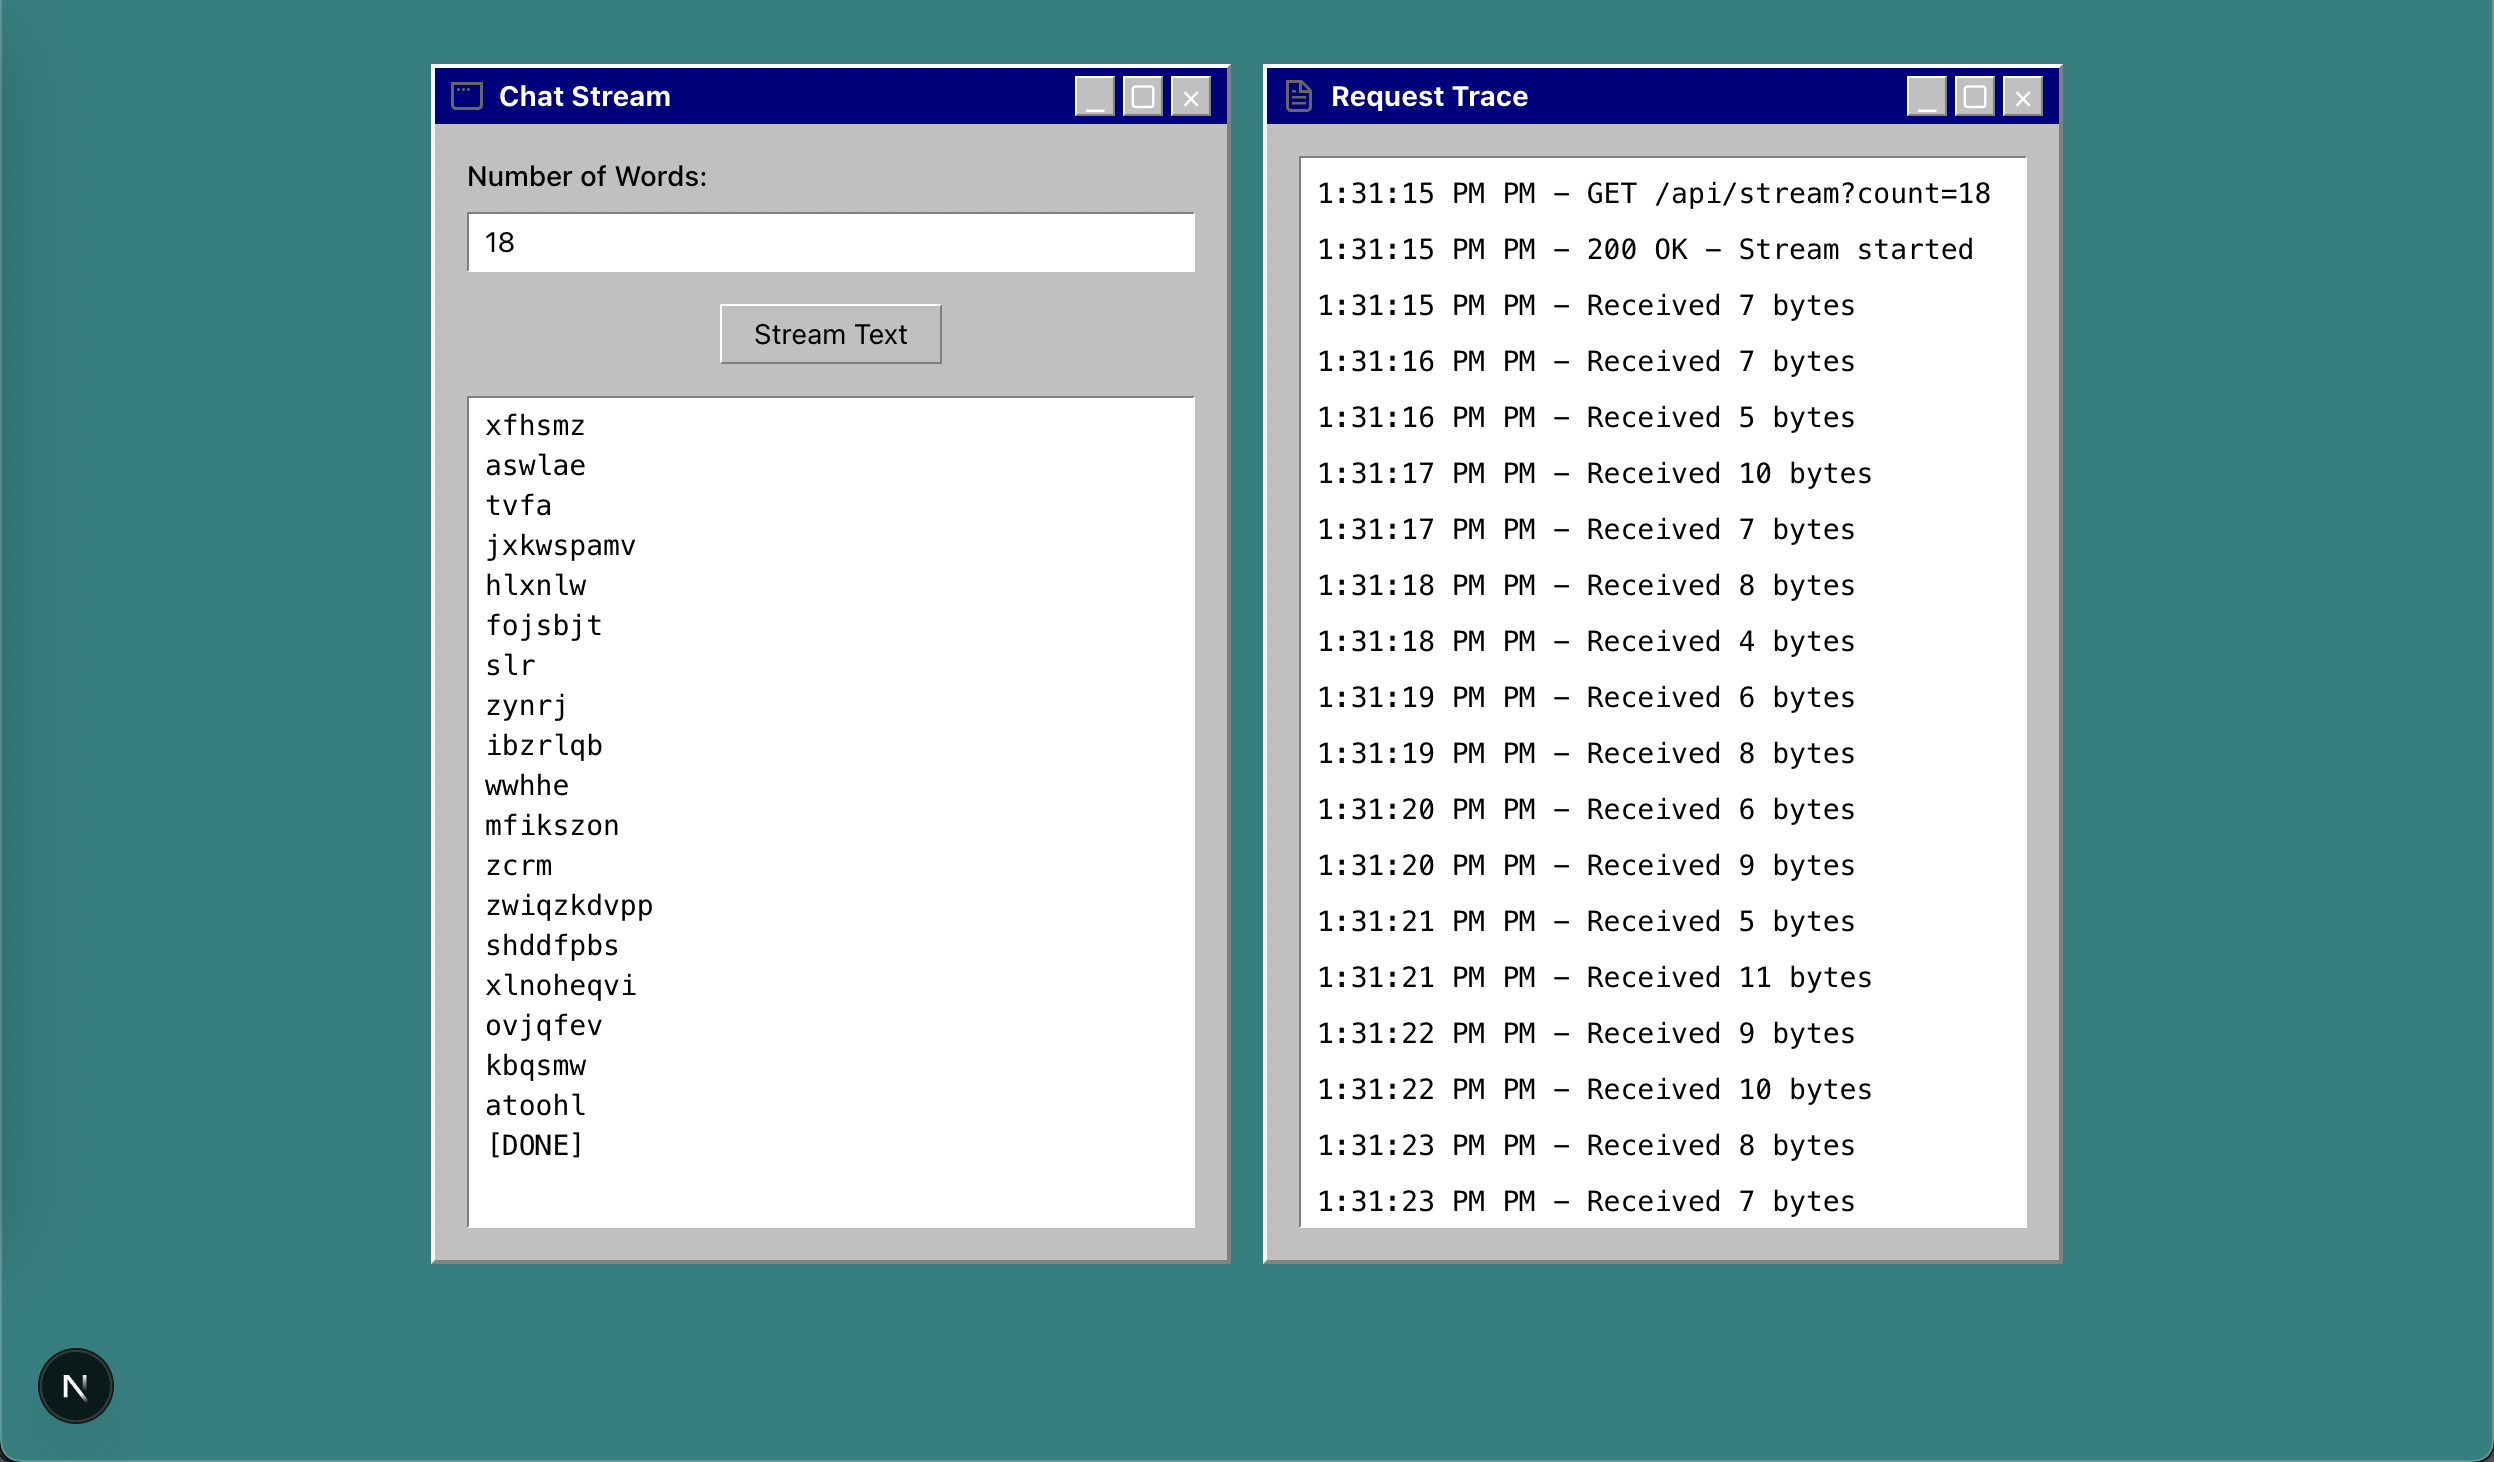 Chat Stream
Number of Words:
18
Stream Text
xfhsmz
aswlae
tvfa
jxkwspamv
hlxnlw
fojsbjt
slr
zynrj
ibzrlqb
wwhhe
mfikszon
zcrm
zwiqzkdvpp
shddfpbs
xlnoheqvi
ovjqfev
kbqsmw
atoohl
[DONE]
Request Trace
1:31:15 PM PM – GET /api/stream?count=18
1:31:15 PM PM – 200 OK – Stream started
1:31:15 PM PM – Received 7 bytes
1:31:16 PM PM – Received 7 bytes
1:31:16 PM PM – Received 5 bytes
1:31:17 PM PM – Received 10 bytes
1:31:17 PM PM – Received 7 bytes
1:31:18 PM PM – Received 8 bytes
1:31:18 PM PM – Received 4 bytes
1:31:19 PM PM – Received 6 bytes
1:31:19 PM PM – Received 8 bytes
1:31:20 PM PM – Received 6 bytes
1:31:20 PM PM – Received 9 bytes
1:31:21 PM PM – Received 5 bytes
1:31:21 PM PM – Received 11 bytes
1:31:22 PM PM – Received 9 bytes
1:31:22 PM PM – Received 10 bytes
1:31:23 PM PM – Received 8 bytes
1:31:23 PM PM – Received 7 bytes
N